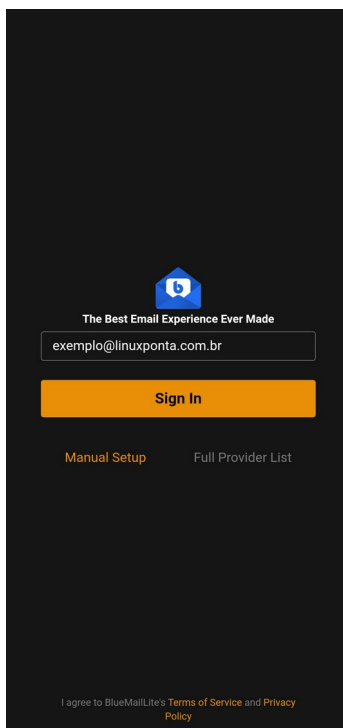 The Best Email Experience Ever Made
exemplo@linuxponta.com.br
Sign In
Manual Setup
Full Provider List
I agree to BlueMailLite's Terms of Service and Privacy
Policy